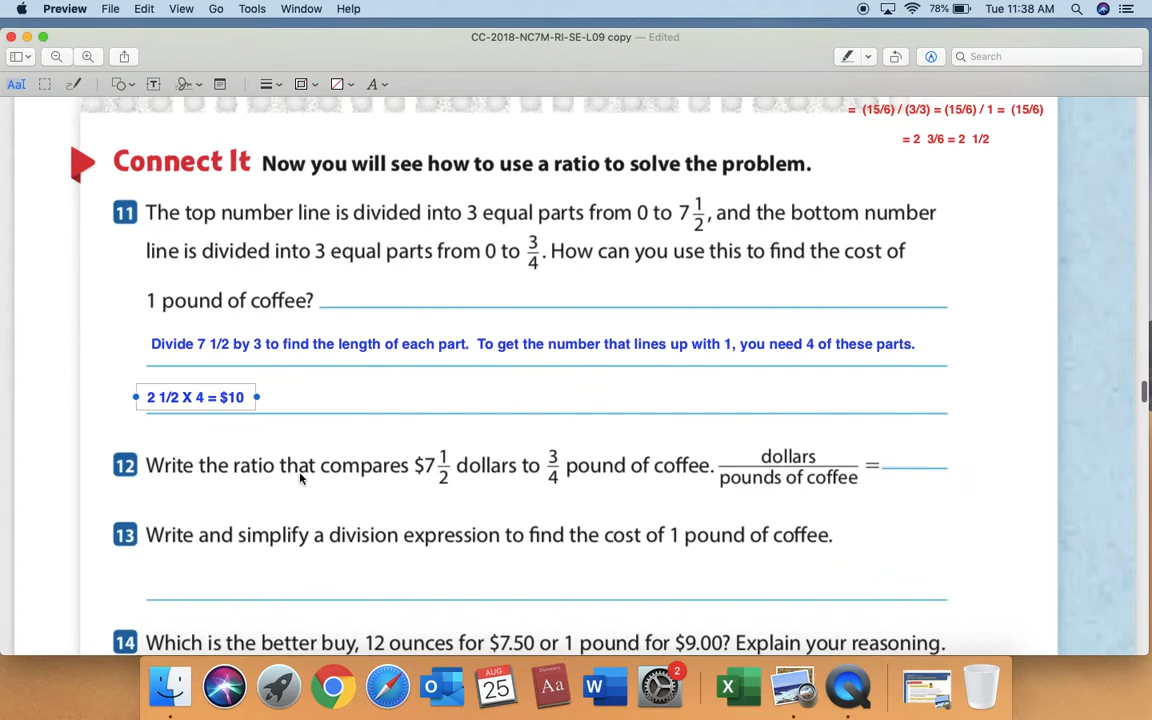 Preview File Edit View Tools Window Help 78% Tue 11:38 AM
CC-2018-NC7M-RI-SE-L09 copy — Edited
Search
= (15/6) / (3/3) = (15/6) / 1 = (15/6)
= 2 3/6 = 2 1/2
Connect It Now you will see how to use a ratio to solve the problem.
11 The top number line is divided into 3 equal parts from 0 to 7 1/2, and the bottom number
line is divided into 3 equal parts from 0 to 3/4. How can you use this to find the cost of
1 pound of coffee?
Divide 7 1/2 by 3 to find the length of each part. To get the number that lines up with 1, you need 4 of these parts.
2 1/2 X 4 = $10
12 Write the ratio that compares $7 1/2 dollars to 3/4 pound of coffee. dollars/pounds of coffee =
13 Write and simplify a division expression to find the cost of 1 pound of coffee.
14 Which is the better buy, 12 ounces for $7.50 or 1 pound for $9.00? Explain your reasoning.
AUG
25
Aa
2